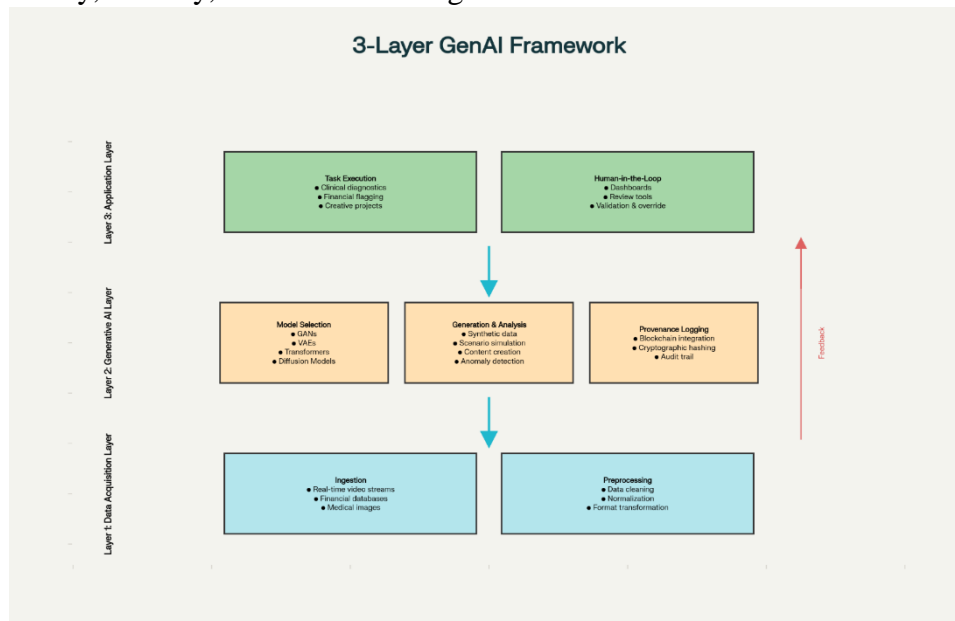 3-Layer GenAI Framework
Layer 3: Application Layer
Task Execution
● Clinical diagnostics
● Financial flagging
● Creative projects
Human-in-the-Loop
● Dashboards
● Review tools
● Validation & override
Layer 2: Generative AI Layer
Model Selection
● GANs
● VAEs
● Transformers
● Diffusion Models
Generation & Analysis
● Synthetic data
● Scenario simulation
● Content creation
● Anomaly detection
Provenance Logging
● Blockchain integration
● Cryptographic hashing
● Audit trail
Feedback
Layer 1: Data Acquisition Layer
Ingestion
● Real-time video streams
● Financial databases
● Medical images
Preprocessing
● Data cleaning
● Normalization
● Format transformation